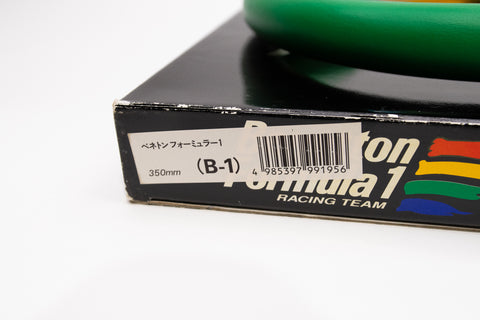 ベネトン フォーミュラー1
350mm (B-1)
4 985397 991956
ton
Formula 1
RACING TEAM